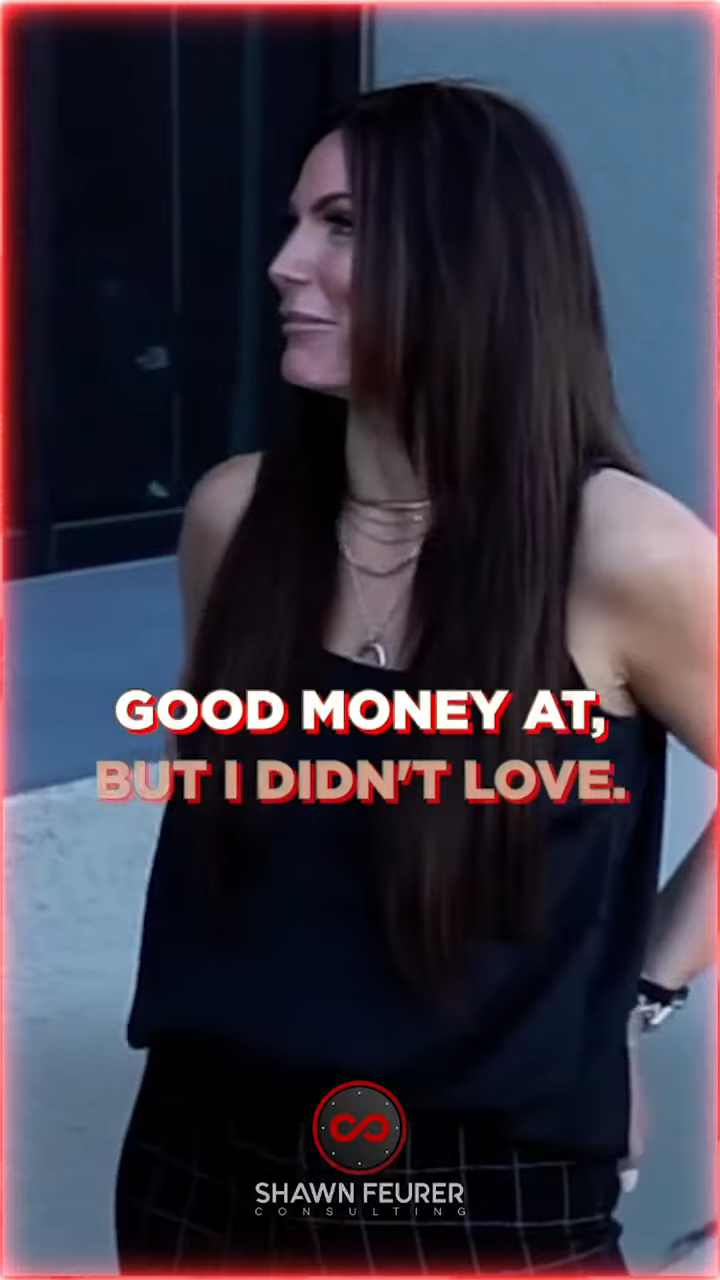 GOOD MONEY AT,
BUT I DIDN'T LOVE.
SHAWN FEURER
CONSULTING